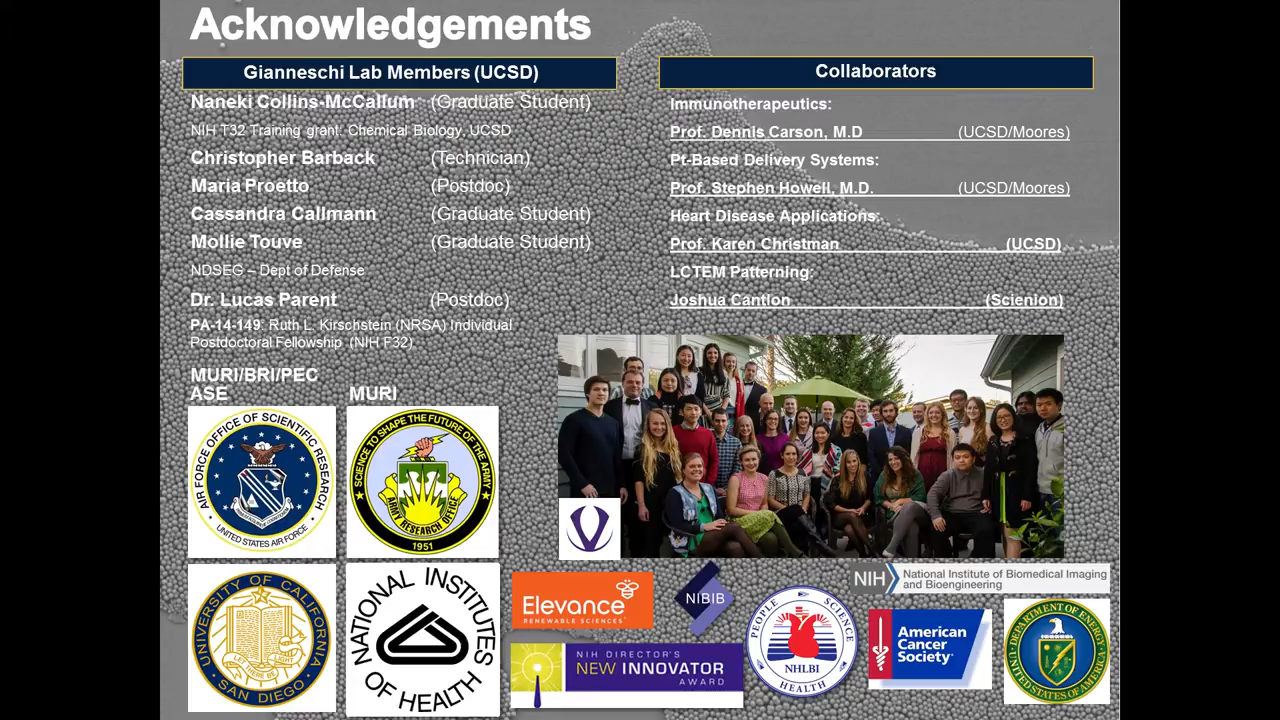 Acknowledgements
Gianneschi Lab Members (UCSD)
Naneki Collins-McCallum (Graduate Student)
NIH T32 Training grant: Chemical Biology, UCSD
Christopher Barback (Technician)
Maria Proetto (Postdoc)
Cassandra Callmann (Graduate Student)
Mollie Touve (Graduate Student)
NDSEG – Dept of Defense
Dr. Lucas Parent (Postdoc)
PA-14-149: Ruth L. Kirschstein (NRSA) Individual
Postdoctoral Fellowship (NIH F32)
MURI/BRI/PEC
ASE
MURI
Collaborators
Immunotherapeutics:
Prof. Dennis Carson, M.D (UCSD/Moores)
Pt-Based Delivery Systems:
Prof. Stephen Howell, M.D. (UCSD/Moores)
Heart Disease Applications:
Prof. Karen Christman (UCSD)
LCTEM Patterning:
Joshua Cantlon (Scienion)
AIR FORCE OFFICE OF SCIENTIFIC RESEARCH
UNITED STATES AIR FORCE
SCIENCE TO SHAPE THE FUTURE OF THE ARMY
ARMY RESEARCH OFFICE
1951
UNIVERSITY OF CALIFORNIA
LET THERE BE LIGHT
SAN DIEGO
NATIONAL INSTITUTES
OF HEALTH
Elevance
RENEWABLE SCIENCES
NIBIB
NIH DIRECTOR'S
NEW INNOVATOR
AWARD
PEOPLE SCIENCE
NHLBI
HEALTH
NIH National Institute of Biomedical Imaging
and Bioengineering
American
Cancer
Society
DEPARTMENT OF ENERGY
UNITED STATES OF AMERICA